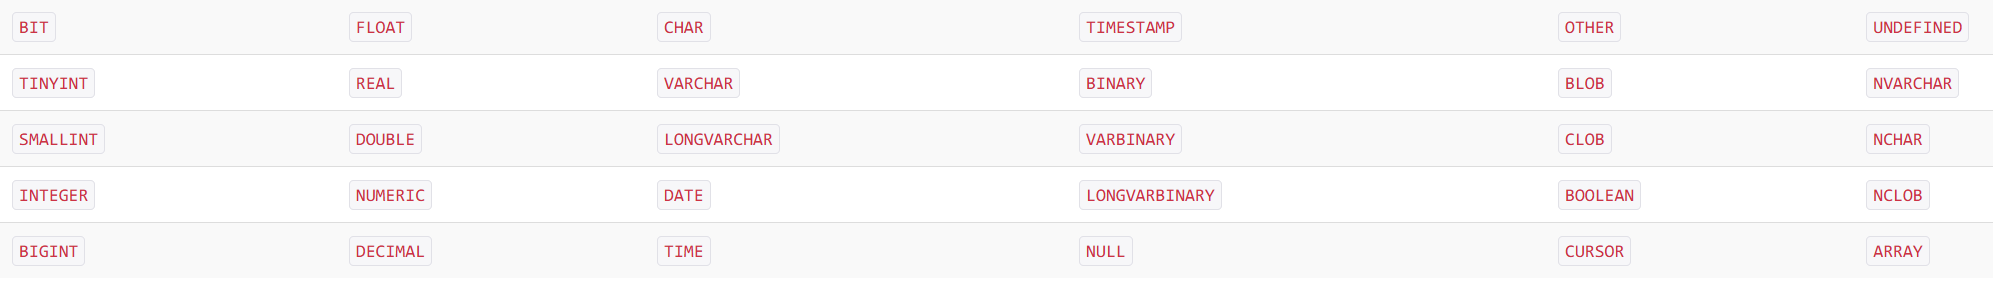 BIT FLOAT CHAR TIMESTAMP OTHER UNDEFINED
TINYINT REAL VARCHAR BINARY BLOB NVARCHAR
SMALLINT DOUBLE LONGVARCHAR VARBINARY CLOB NCHAR
INTEGER NUMERIC DATE LONGVARBINARY BOOLEAN NCLOB
BIGINT DECIMAL TIME NULL CURSOR ARRAY